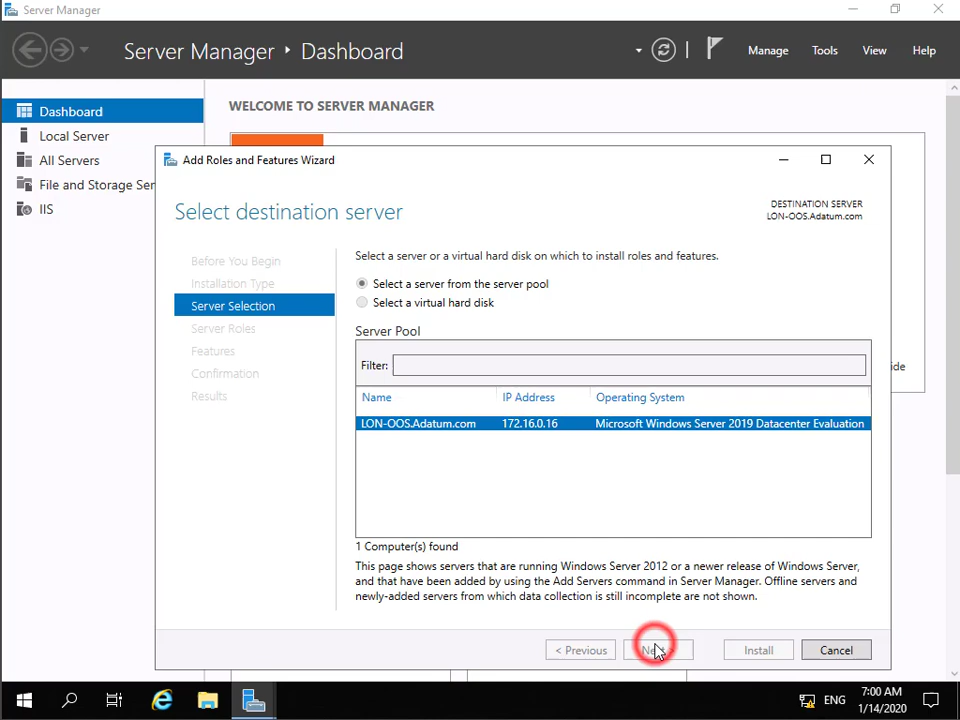 Server Manager
Server Manager ‣ Dashboard
Manage Tools View Help
Dashboard
Local Server
All Servers
File and Storage Ser
IIS
WELCOME TO SERVER MANAGER
Add Roles and Features Wizard
Select destination server
DESTINATION SERVER
LON-OOS.Adatum.com
Before You Begin
Installation Type
Server Selection
Server Roles
Features
Confirmation
Results
Select a server or a virtual hard disk on which to install roles and features.
Select a server from the server pool
Select a virtual hard disk
Server Pool
Filter:
Name IP Address Operating System
LON-OOS.Adatum.com 172.16.0.16 Microsoft Windows Server 2019 Datacenter Evaluation
1 Computer(s) found
This page shows servers that are running Windows Server 2012 or a newer release of Windows Server,
and that have been added by using the Add Servers command in Server Manager. Offline servers and
newly-added servers from which data collection is still incomplete are not shown.
ide
< Previous Next > Install Cancel
ENG 7:00 AM
1/14/2020